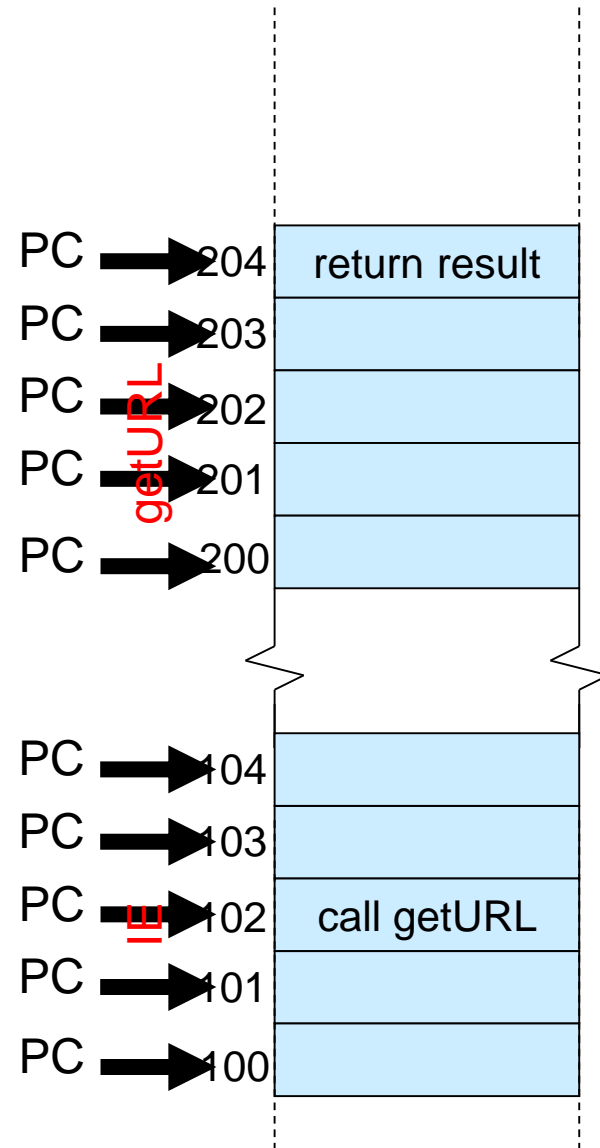 PC 204 return result
PC 203
PC 202
getURL
PC 201
PC 200
PC 104
PC 103
PC 102 call getURL
IE
PC 101
PC 100